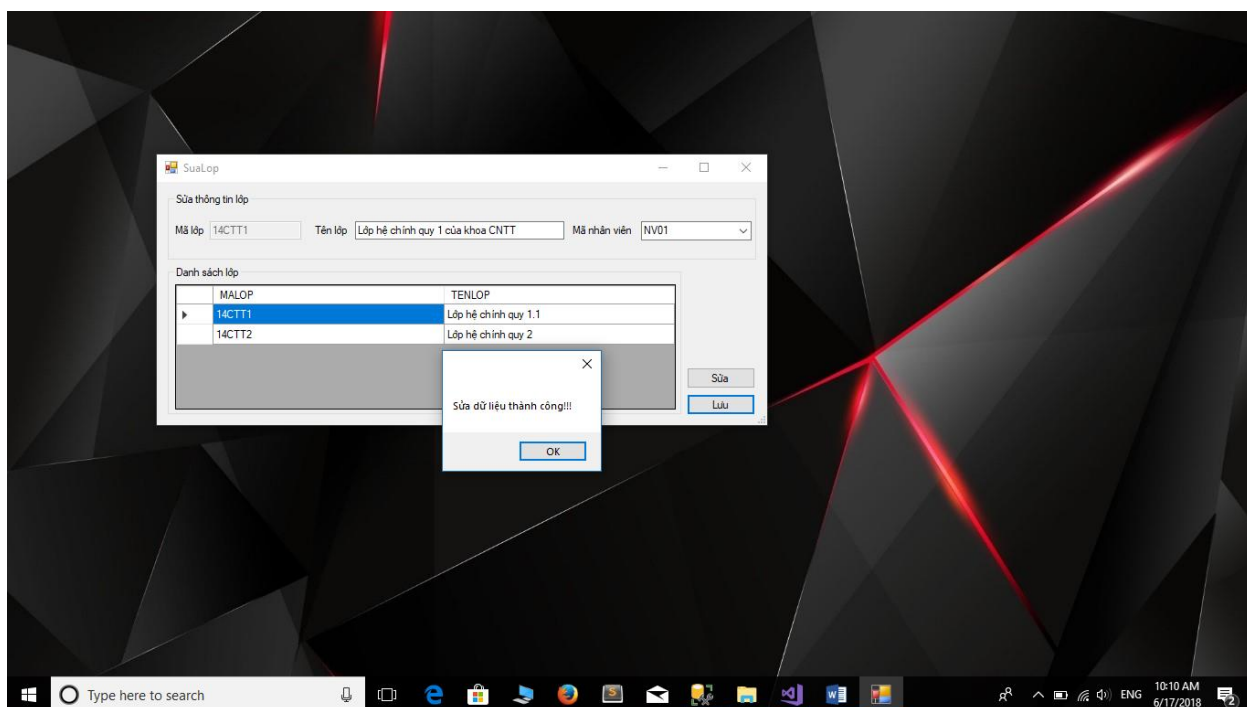 SuaLop
Sửa thông tin lớp
Mã lớp 14CTT1 Tên lớp Lớp hệ chính quy 1 của khoa CNTT Mã nhân viên NV01
Danh sách lớp
MALOP TENLOP
14CTT1 Lớp hệ chính quy 1.1
14CTT2 Lớp hệ chính quy 2
Sửa
Lưu
Sửa dữ liệu thành công!!!
OK
Type here to search
ENG
10:10 AM
6/17/2018
2